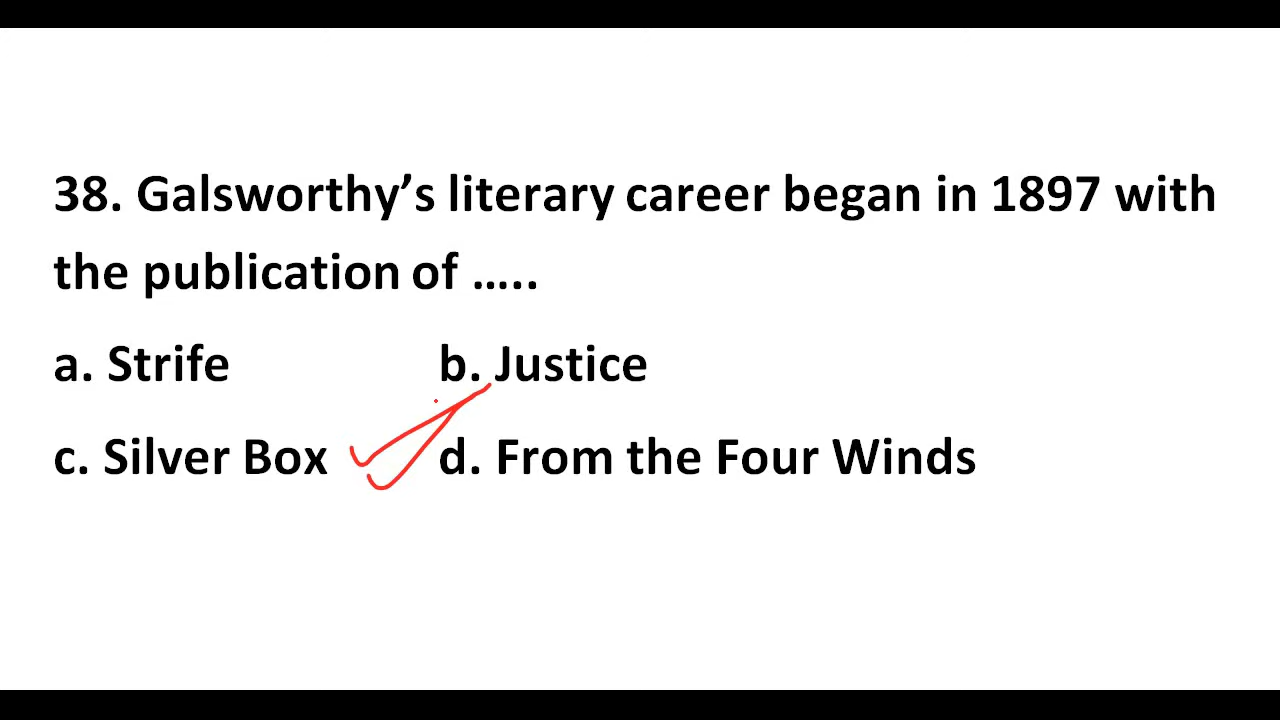 38. Galsworthy’s literary career began in 1897 with
the publication of …..
a. Strife b. Justice
c. Silver Box d. From the Four Winds